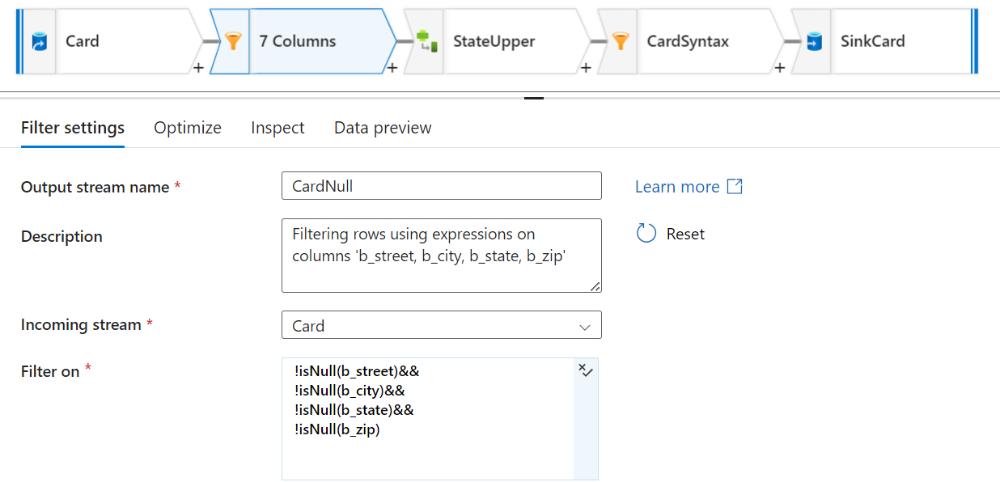 Card
7 Columns
StateUpper
CardSyntax
SinkCard
+ + + +
Filter settings Optimize Inspect Data preview
Output stream name * CardNull Learn more
Description Filtering rows using expressions on
columns 'b_street, b_city, b_state, b_zip'
Reset
Incoming stream * Card
Filter on * !isNull(b_street)&&
!isNull(b_city)&&
!isNull(b_state)&&
!isNull(b_zip)